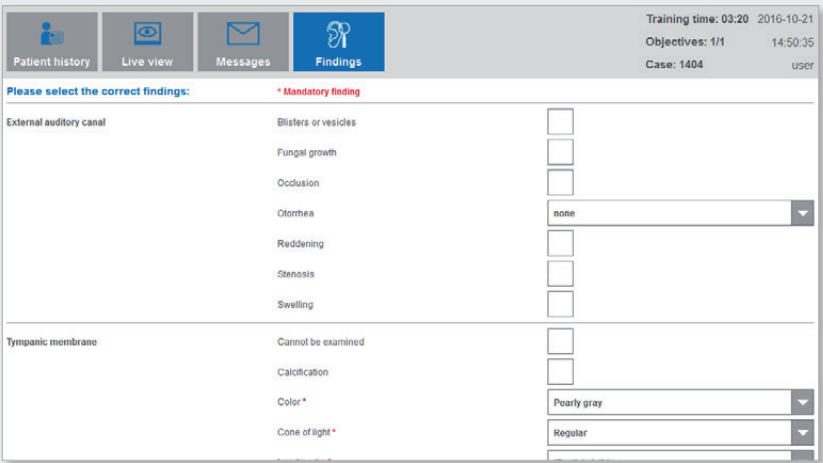 Training time: 03:20 2016-10-21
Objectives: 1/1 14:50:35
Case: 1404 user
Patient history Live view Messages Findings
Please select the correct findings: * Mandatory finding
External auditory canal Blisters or vesicles
Fungal growth
Occlusion
Otorrhea none
Reddening
Stenosis
Swelling
Tympanic membrane Cannot be examined
Calcification
Color * Pearly gray
Cone of light * Regular